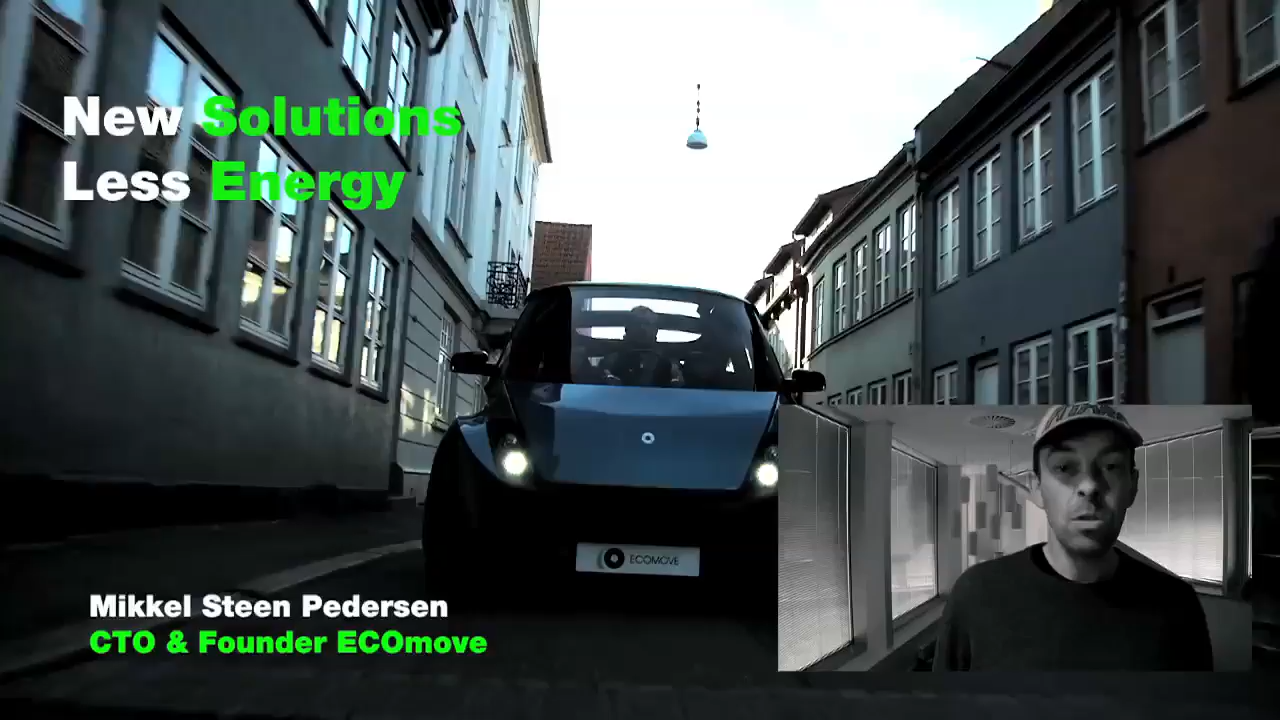 New Solutions
Less Energy
ECOMOVE
Mikkel Steen Pedersen
CTO & Founder ECOmove